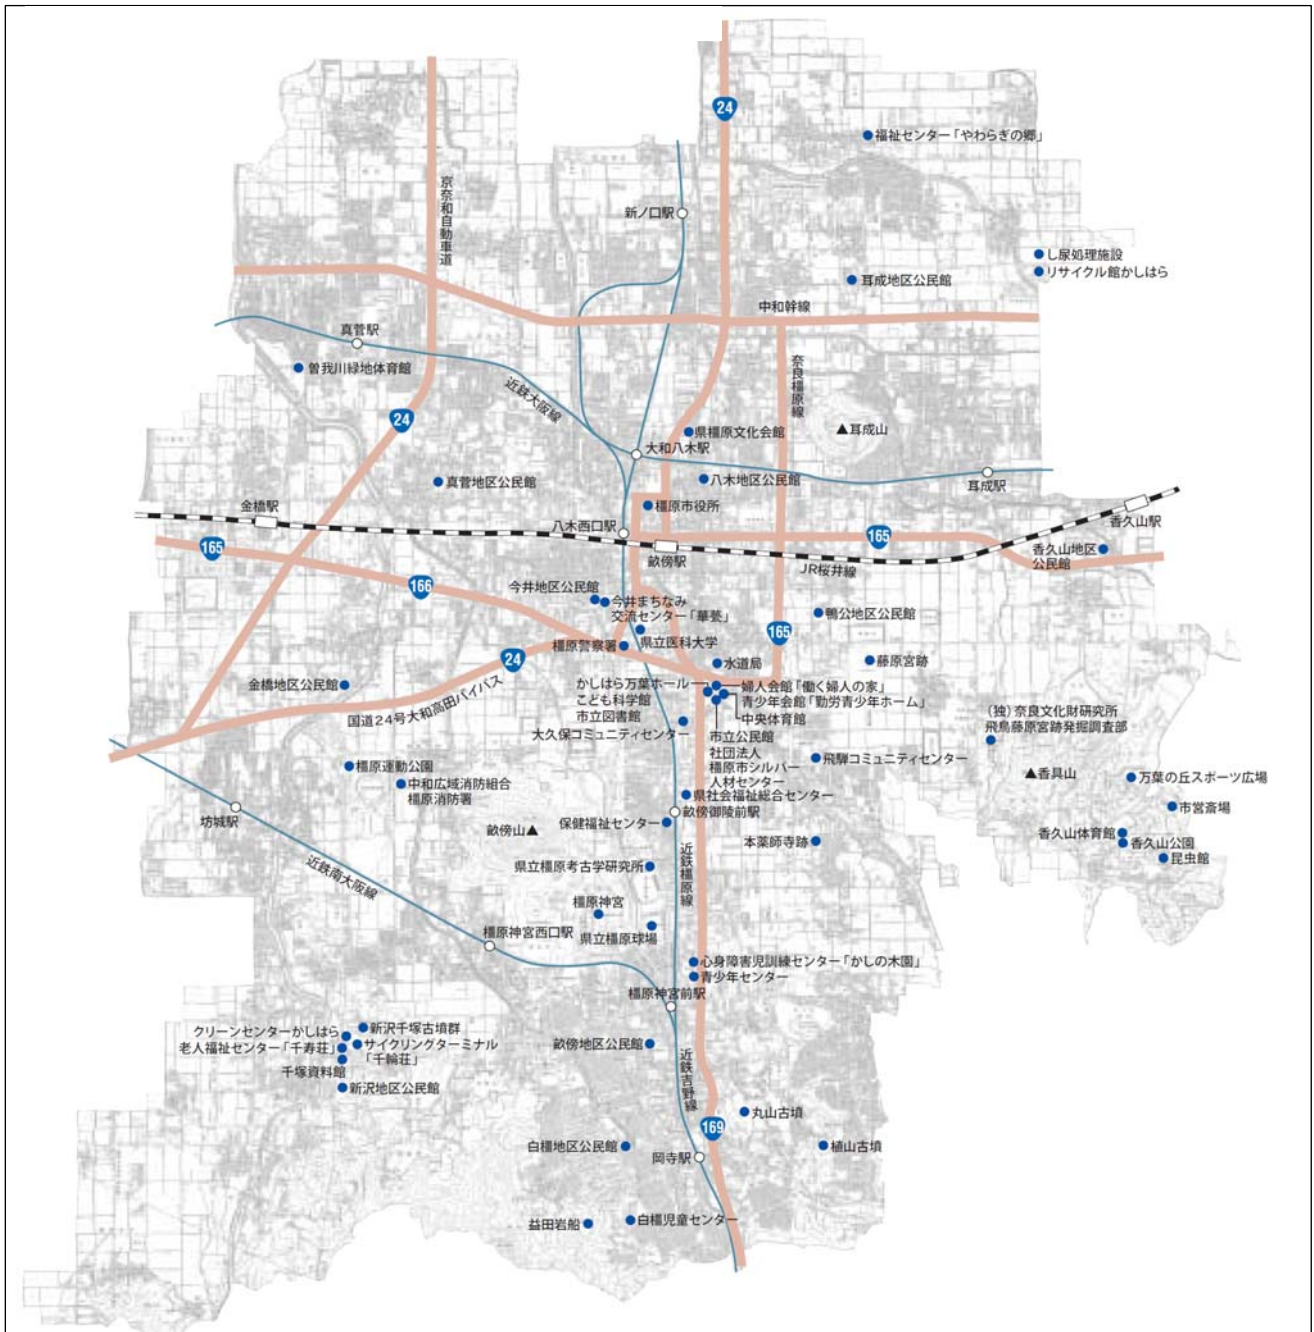 24
福祉センター「やわらぎの郷」
京奈和自動車道
新ノ口駅
し尿処理施設
リサイクル館かしはら
耳成地区公民館
中和幹線
真菅駅
曽我川緑地体育館
奈良橿原線
近鉄大阪線
24
県橿原文化会館
耳成山
大和八木駅
真菅地区公民館
八木地区公民館
耳成駅
金橋駅
橿原市役所
八木西口駅
香久山駅
165
165
畝傍駅
JR桜井線
香久山地区
公民館
166
今井地区公民館
今井まちなみ
交流センター「華甍」
鴨公地区公民館
県立医科大学
165
橿原警察署
24
水道局
藤原宮跡
金橋地区公民館
国道24号大和高田バイパス
かしはら万葉ホール
こども科学館
市立図書館
婦人会館「働く婦人の家」
青少年会館「勤労青少年ホーム」
中央体育館
大久保コミュニティセンター
市立公民館
社団法人
橿原市シルバー
人材センター
(独)奈良文化財研究所
飛鳥藤原宮跡発掘調査部
飛騨コミュニティセンター
橿原運動公園
中和広域消防組合
橿原消防署
香具山
万葉の丘スポーツ広場
県社会福祉総合センター
市営斎場
坊城駅
畝傍御陵前駅
畝傍山
保健福祉センター
本薬師寺跡
香久山体育館
香久山公園
昆虫館
近鉄南大阪線
県立橿原考古学研究所
近鉄橿原線
橿原神宮
橿原神宮西口駅
県立橿原球場
心身障害児訓練センター「かしの木園」
青少年センター
橿原神宮前駅
新沢千塚古墳群
クリーンセンターかしはら
老人福祉センター「千寿荘」
サイクリングターミナル
「千輪荘」
千塚資料館
新沢地区公民館
畝傍地区公民館
近鉄吉野線
丸山古墳
169
白橿地区公民館
岡寺駅
植山古墳
益田岩船
白橿児童センター